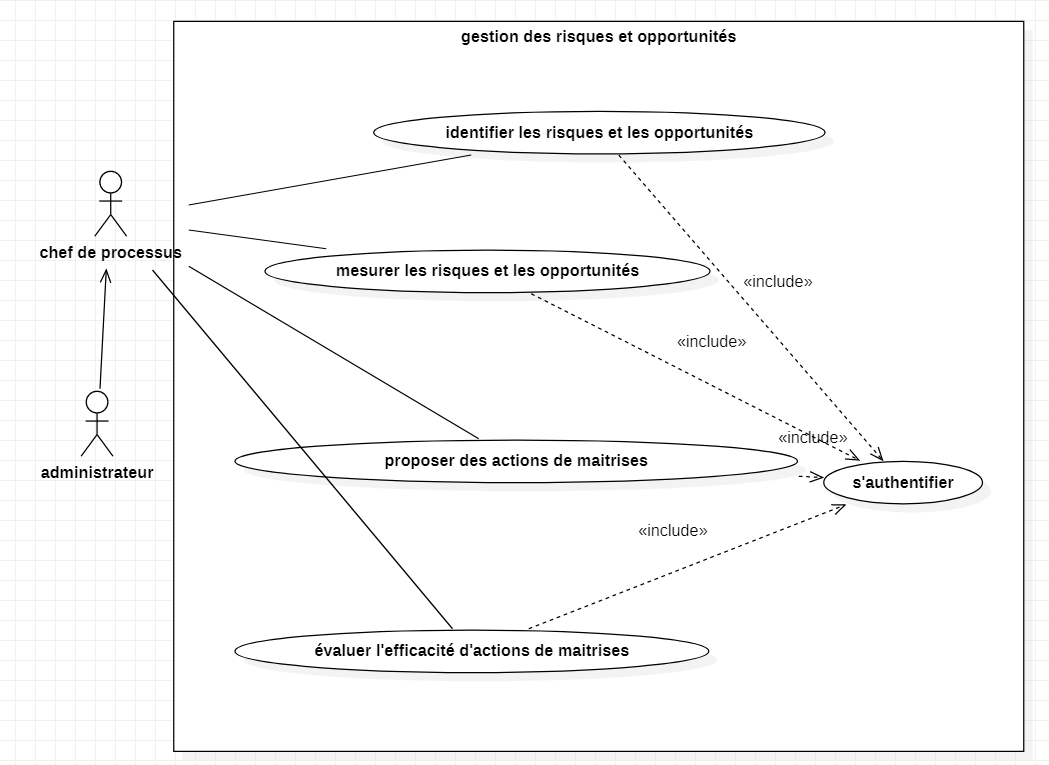 gestion des risques et opportunités
identifier les risques et les opportunités
chef de processus
mesurer les risques et les opportunités
«include»
«include»
«include»
proposer des actions de maitrises
administrateur
s'authentifier
«include»
évaluer l'efficacité d'actions de maitrises